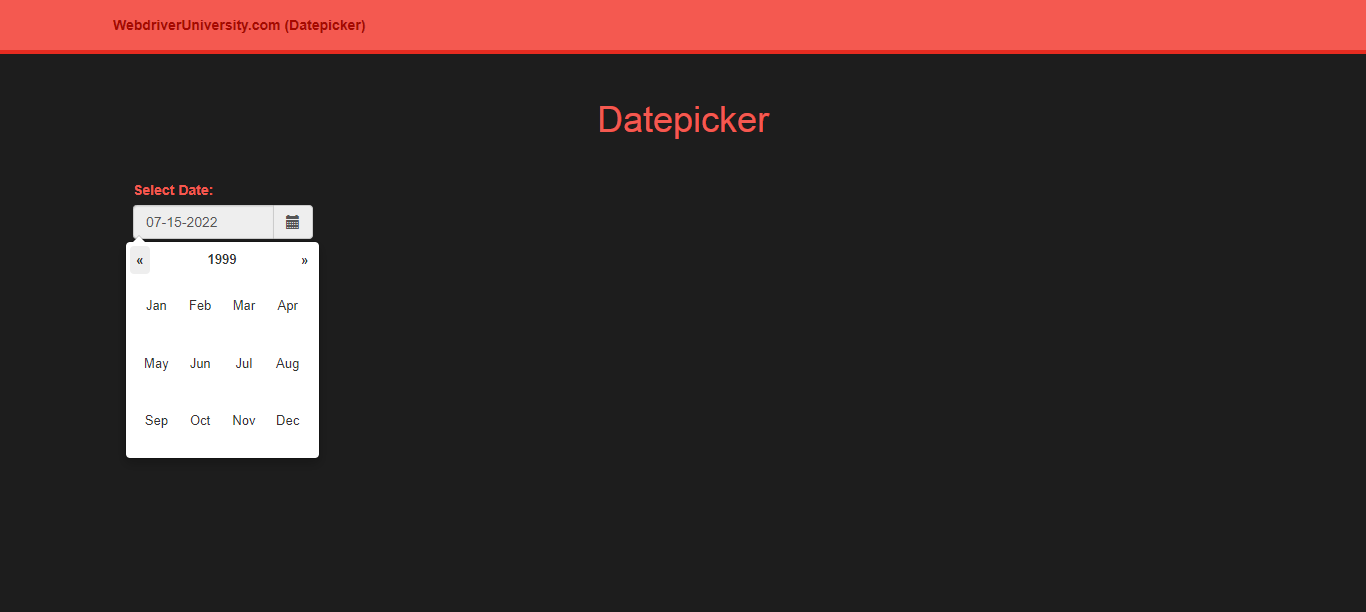 WebdriverUniversity.com (Datepicker)
Datepicker
Select Date:
07-15-2022
« 1999 »
Jan Feb Mar Apr
May Jun Jul Aug
Sep Oct Nov Dec